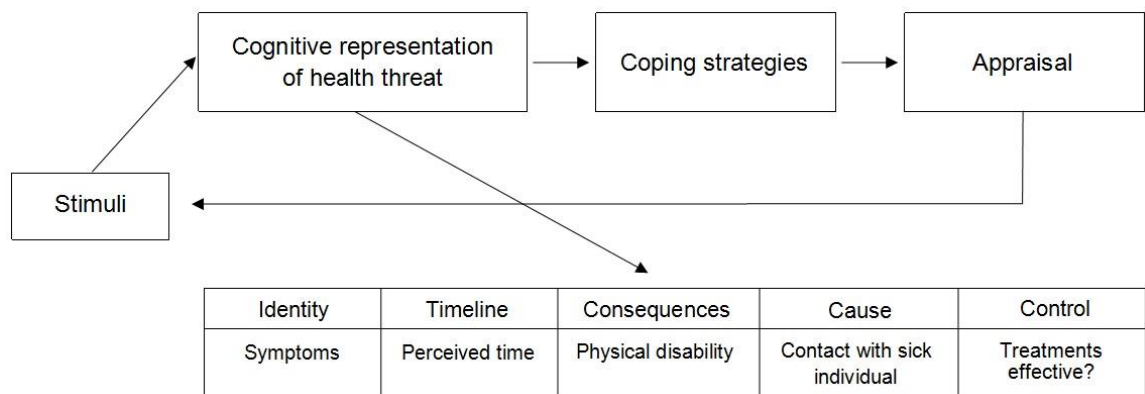 Cognitive representation
of health threat
Coping strategies
Appraisal
Stimuli
Identity
Timeline
Consequences
Cause
Control
Symptoms
Perceived time
Physical disability
Contact with sick
individual
Treatments
effective?